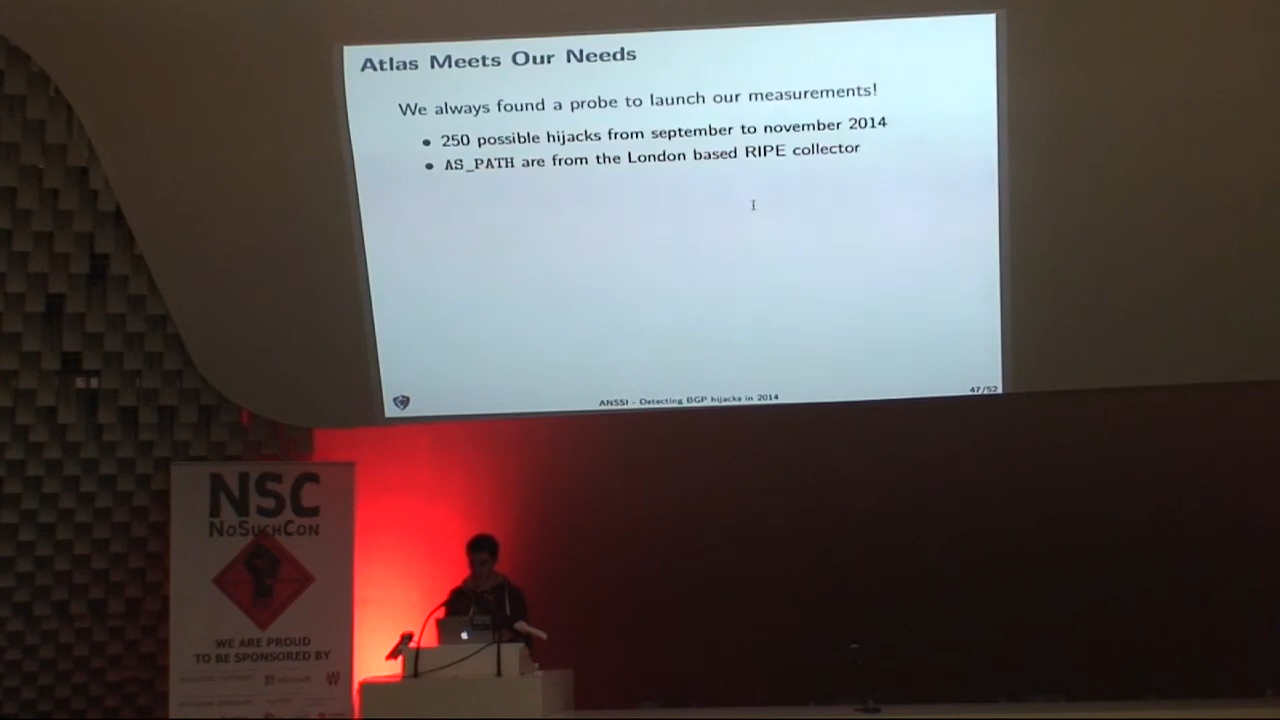 Atlas Meets Our Needs
We always found a probe to launch our measurements!
• 250 possible hijacks from september to november 2014
• AS_PATH are from the London based RIPE collector
ANSSI - Detecting BGP hijacks in 2014
47/52
NSC
NoSuchCon
WE ARE PROUD
TO BE SPONSORED BY
Microsoft